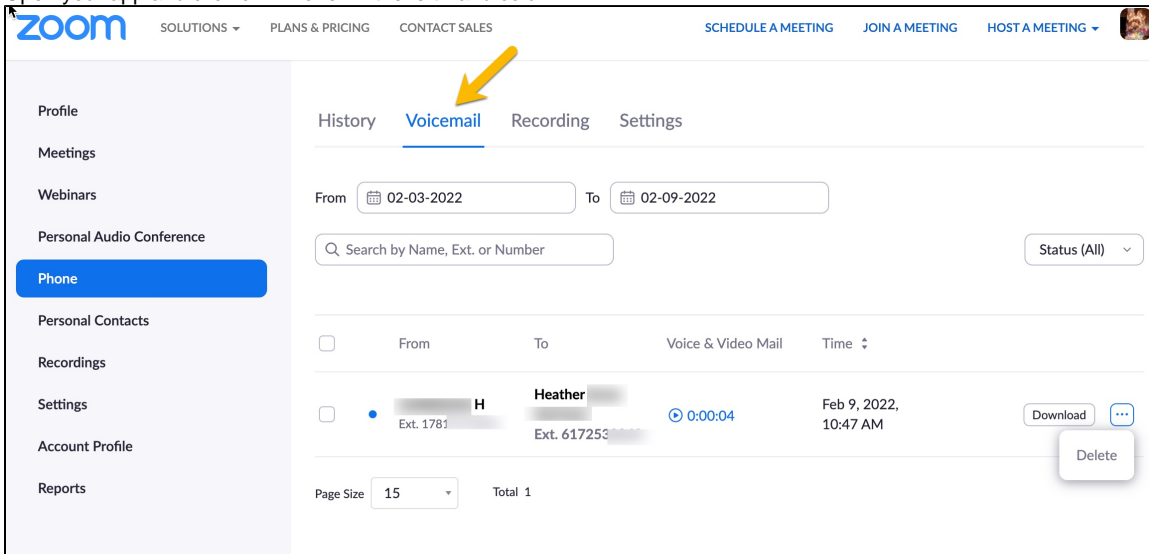 zoom SOLUTIONS PLANS & PRICING CONTACT SALES SCHEDULE A MEETING JOIN A MEETING HOST A MEETING
Profile
Meetings
Webinars
Personal Audio Conference
Phone
Personal Contacts
Recordings
Settings
Account Profile
Reports
History Voicemail Recording Settings
From 02-03-2022 To 02-09-2022
Search by Name, Ext. or Number Status (All)
From To Voice & Video Mail Time
H
Ext. 1781
Heather
Ext. 617253
0:00:04
Feb 9, 2022,
10:47 AM
Download
Delete
Page Size 15 Total 1